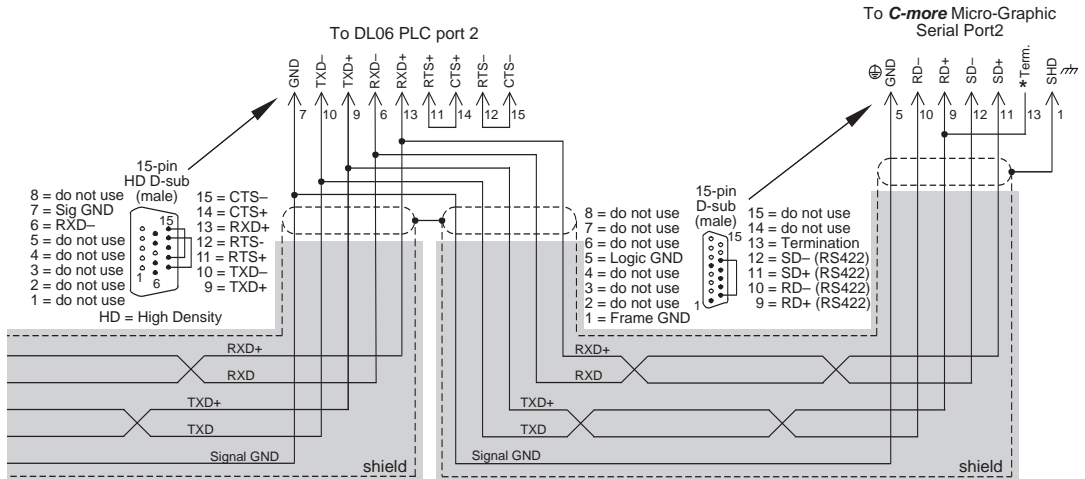 To DL06 PLC port 2
GND
TXD–
TXD+
RXD–
RXD+
RTS+
CTS+
RTS–
CTS–
7 10 9 6 13 11 14 12 15
To C-more Micro-Graphic
Serial Port2
GND
RD–
RD+
SD–
SD+
*Term.
SHD
5 10 9 12 11 13 1
15-pin
HD D-sub
(male)
8 = do not use
7 = Sig GND
6 = RXD–
5 = do not use
4 = do not use
3 = do not use
2 = do not use
1 = do not use
15
1
6
15 = CTS–
14 = CTS+
13 = RXD+
12 = RTS-
11 = RTS+
10 = TXD–
9 = TXD+
HD = High Density
8 = do not use
7 = do not use
6 = do not use
5 = Logic GND
4 = do not use
3 = do not use
2 = do not use
1 = Frame GND
15-pin
D-sub
(male)
15
1
15 = do not use
14 = do not use
13 = Termination
12 = SD– (RS422)
11 = SD+ (RS422)
10 = RD– (RS422)
9 = RD+ (RS422)
RXD+
RXD
TXD+
TXD
Signal GND
shield
RXD+
RXD
TXD+
TXD
Signal GND
shield